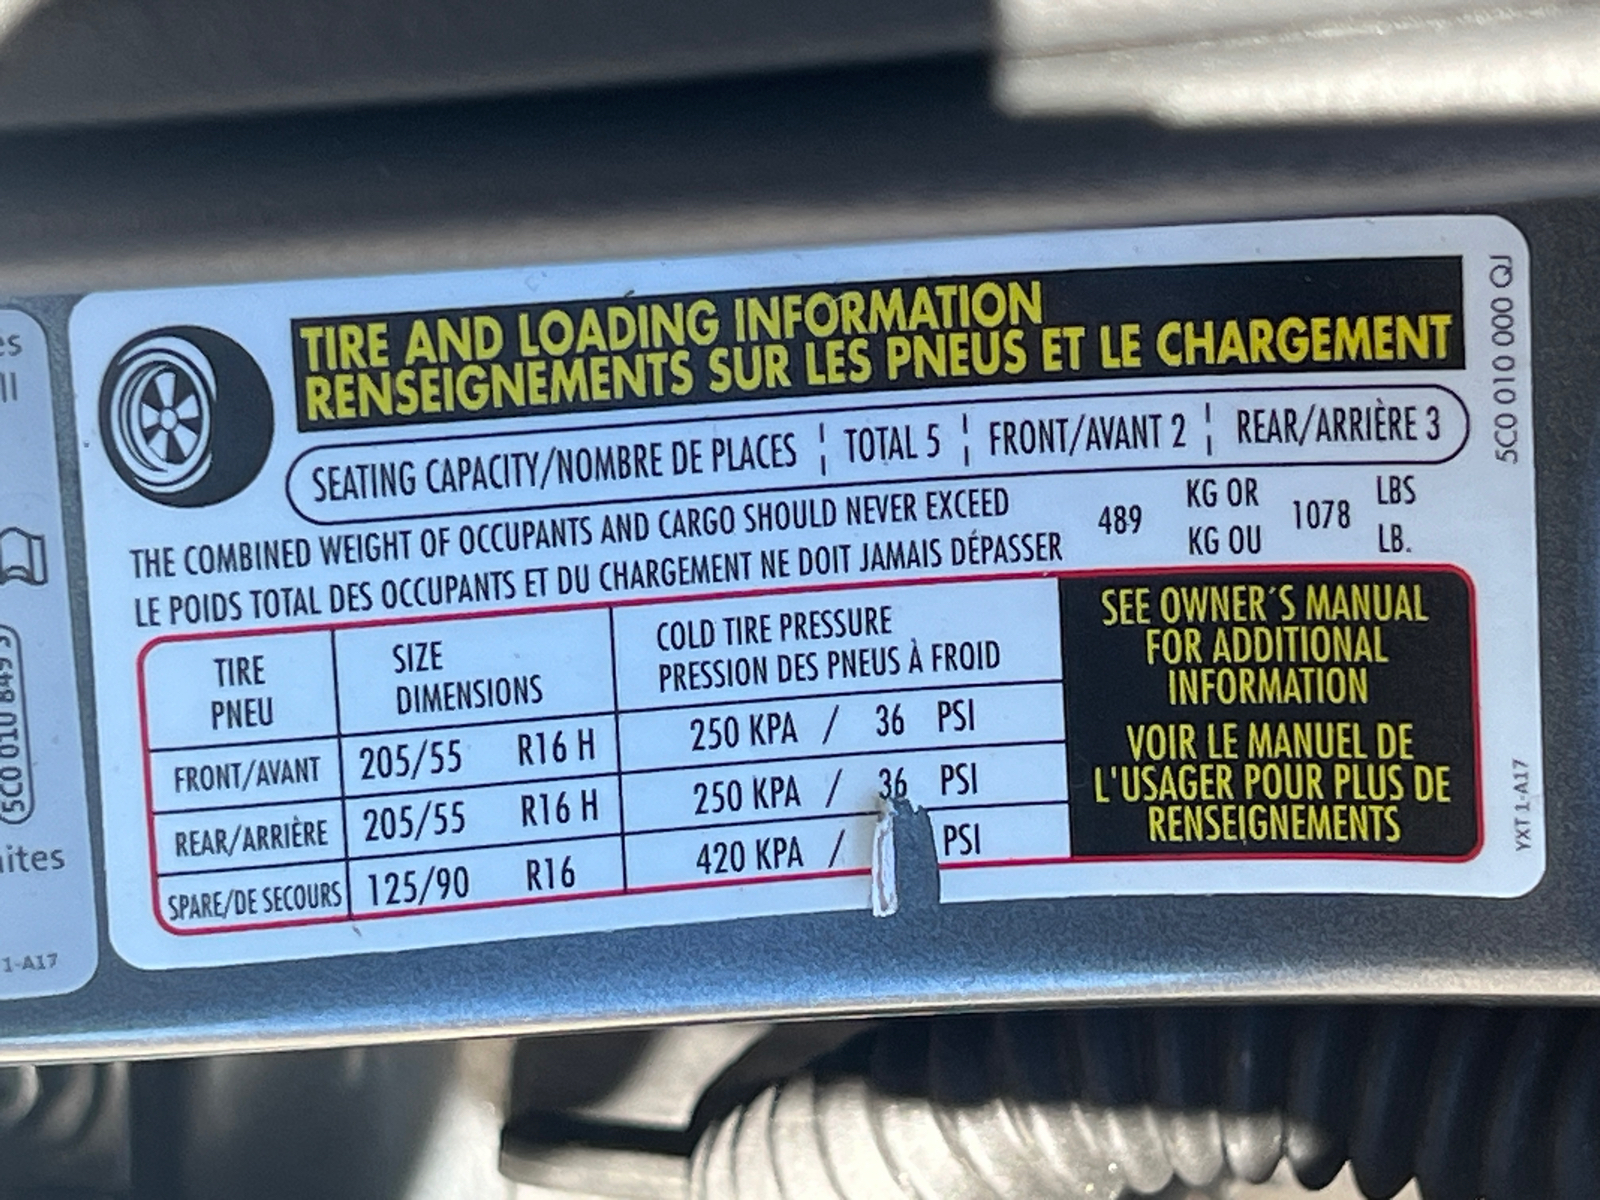 TIRE AND LOADING INFORMATION
RENSEIGNEMENTS SUR LES PNEUS ET LE CHARGEMENT
SEATING CAPACITY/NOMBRE DE PLACES ¦ TOTAL 5 ¦ FRONT/AVANT 2 ¦ REAR/ARRIÈRE 3
THE COMBINED WEIGHT OF OCCUPANTS AND CARGO SHOULD NEVER EXCEED 489 KG OR 1078 LBS
LE POIDS TOTAL DES OCCUPANTS ET DU CHARGEMENT NE DOIT JAMAIS DÉPASSER KG OU LB.
TIRE SIZE COLD TIRE PRESSURE
PNEU DIMENSIONS PRESSION DES PNEUS À FROID
FRONT/AVANT 205/55 R16 H 250 KPA / 36 PSI
REAR/ARRIÈRE 205/55 R16 H 250 KPA / 36 PSI
SPARE/DE SECOURS 125/90 R16 420 KPA / PSI
SEE OWNER´S MANUAL
FOR ADDITIONAL
INFORMATION
VOIR LE MANUEL DE
L'USAGER POUR PLUS DE
RENSEIGNEMENTS
5C0 010 000 QJ
YXT 1-A17
1-A17